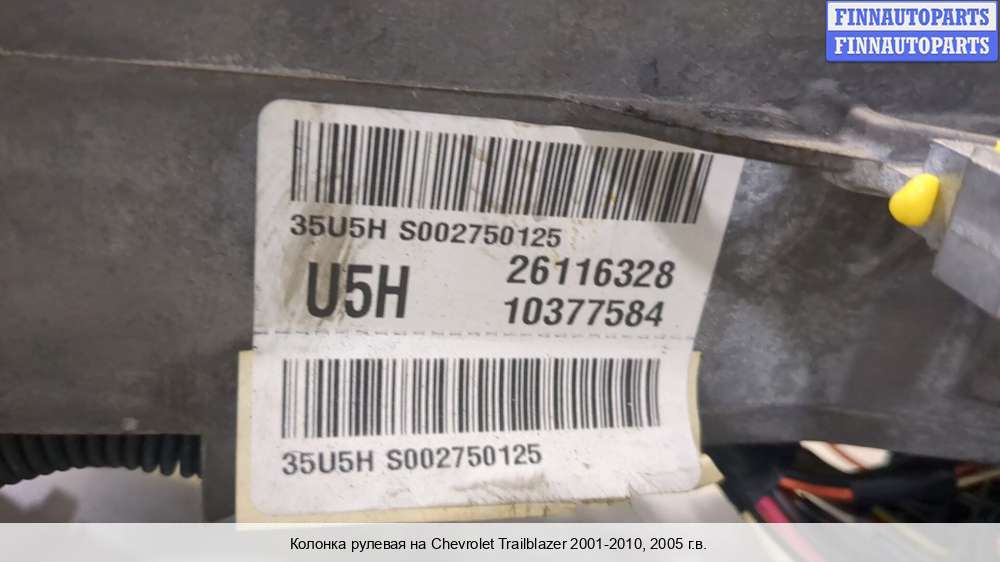 FINNAUTOPARTS
FINNAUTOPARTS
35U5H S002750125
U5H 26116328
10377584
35U5H S002750125
Колонка рулевая на Chevrolet Trailblazer 2001-2010, 2005 г.в.